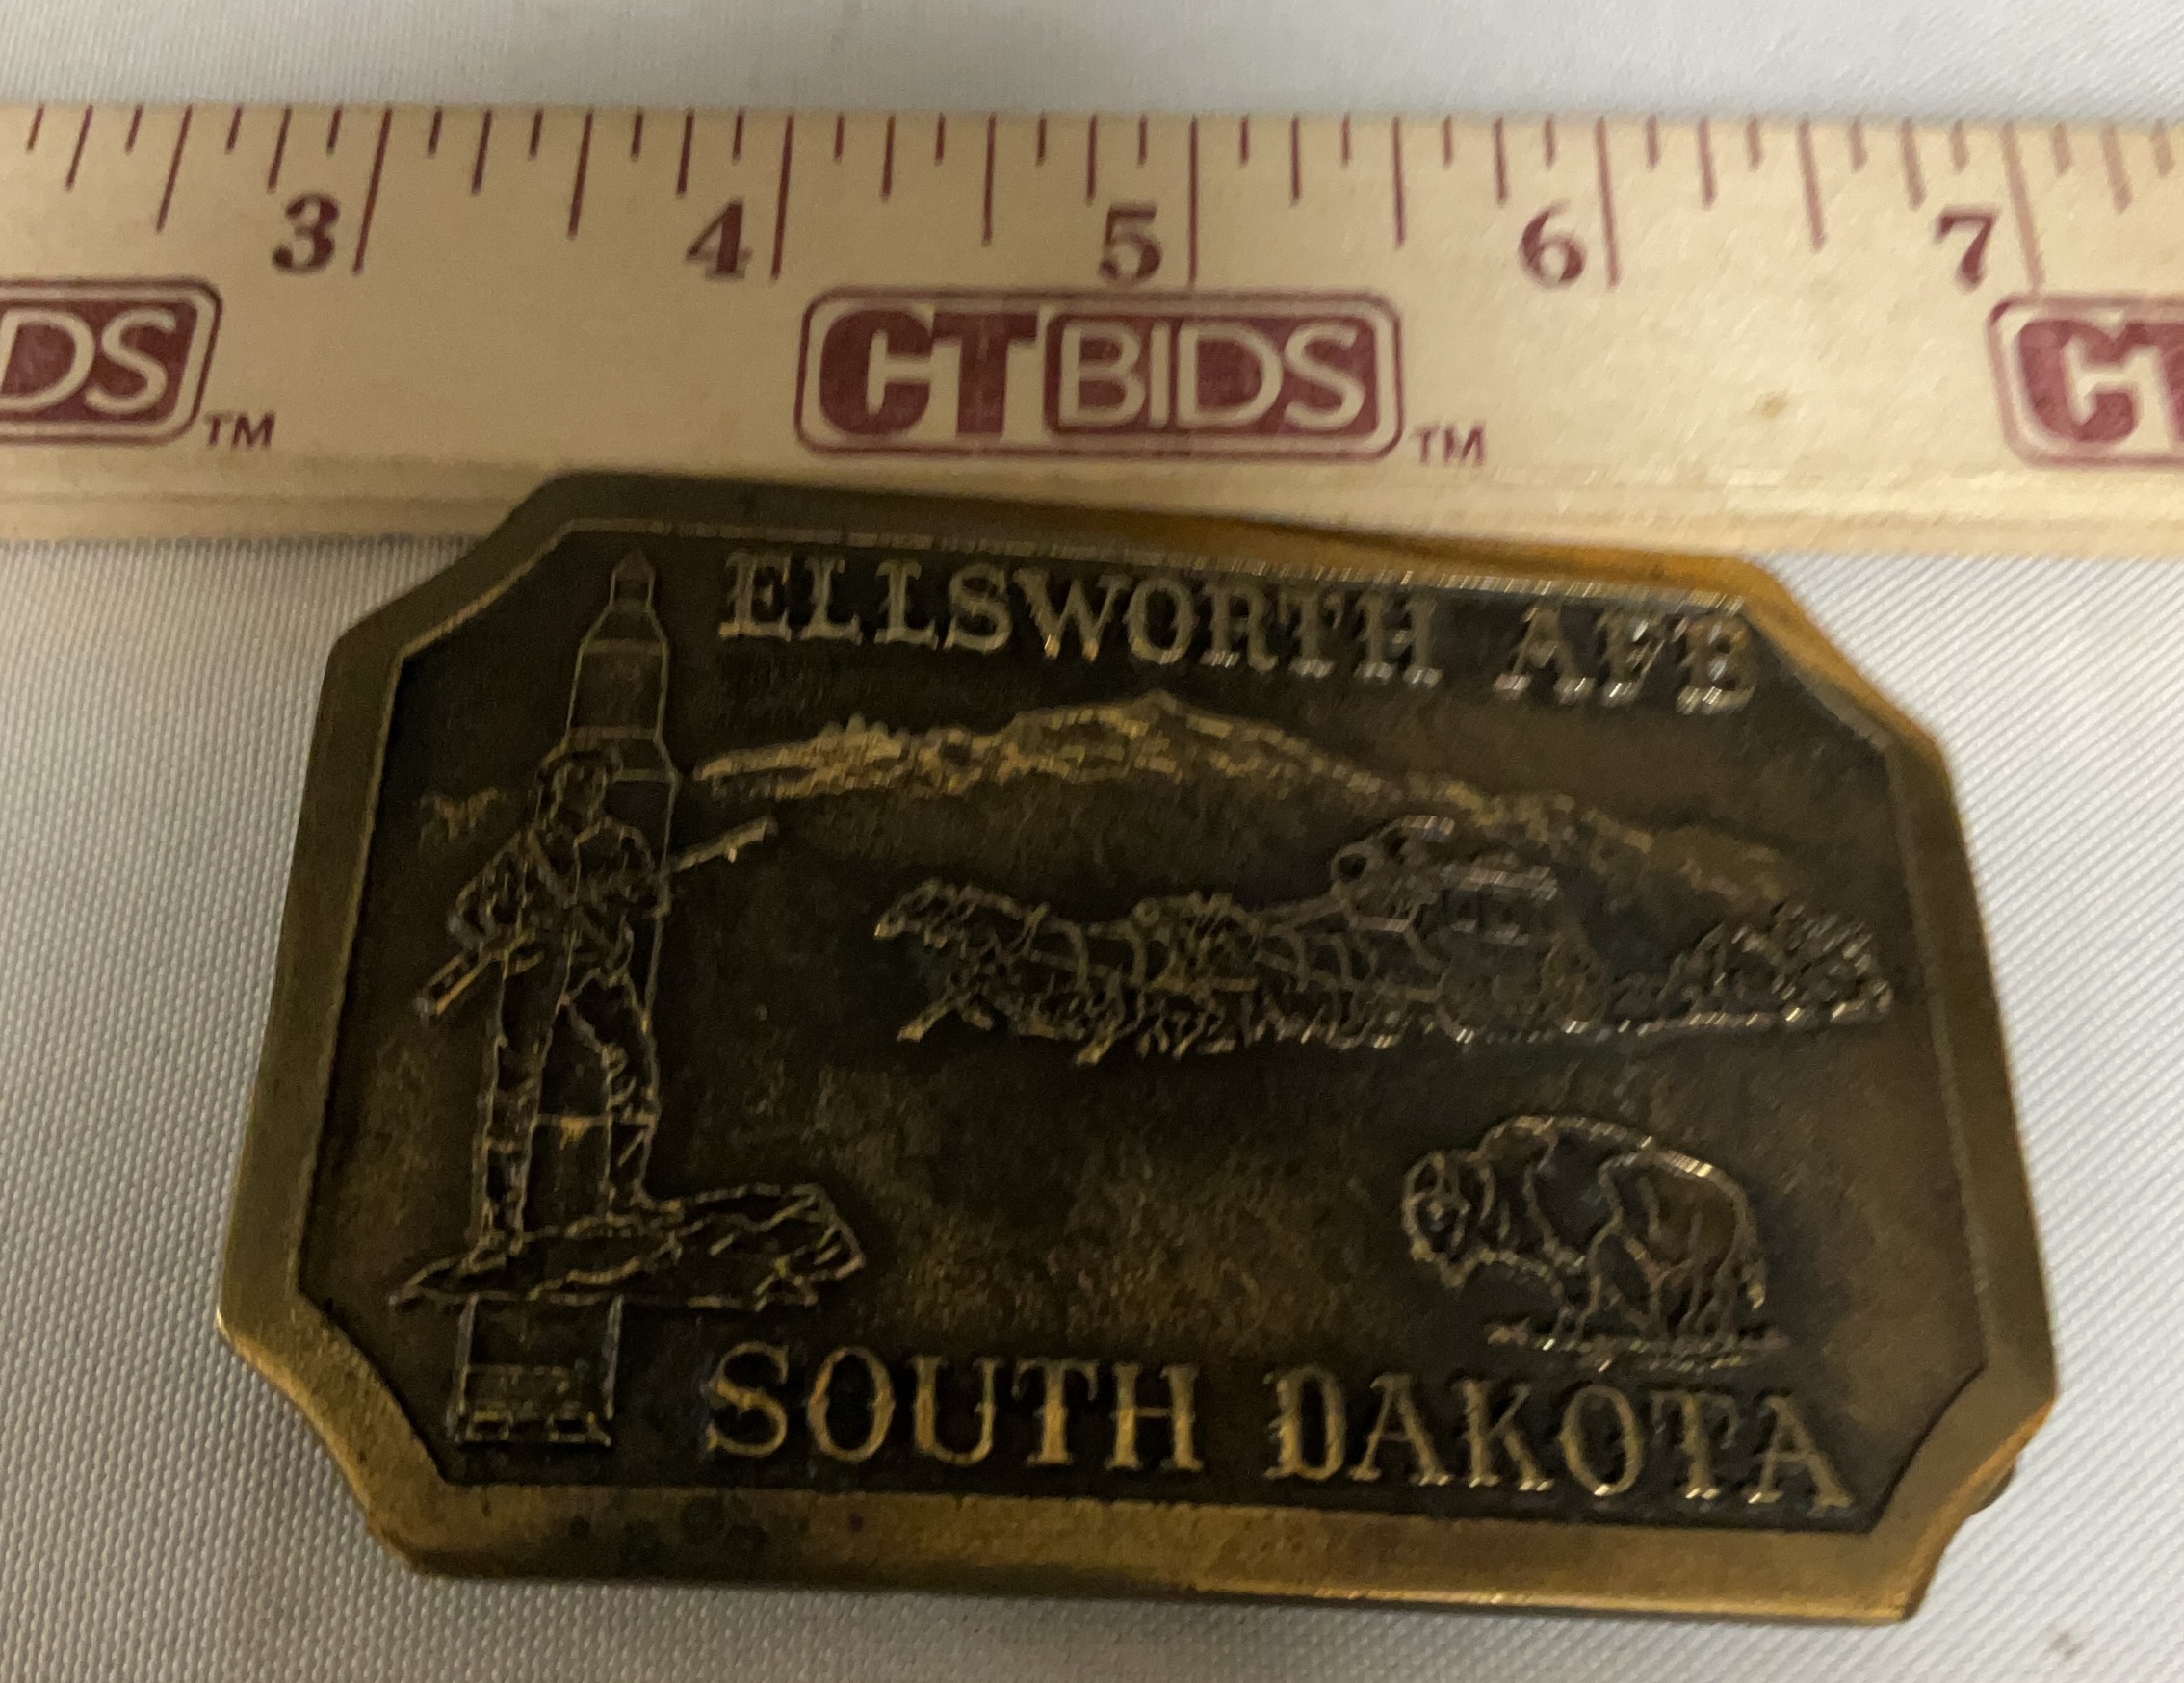 3 4 5 6 7
DS TM CTBIDS TM CT
ELLSWORTH AFB
SOUTH DAKOTA